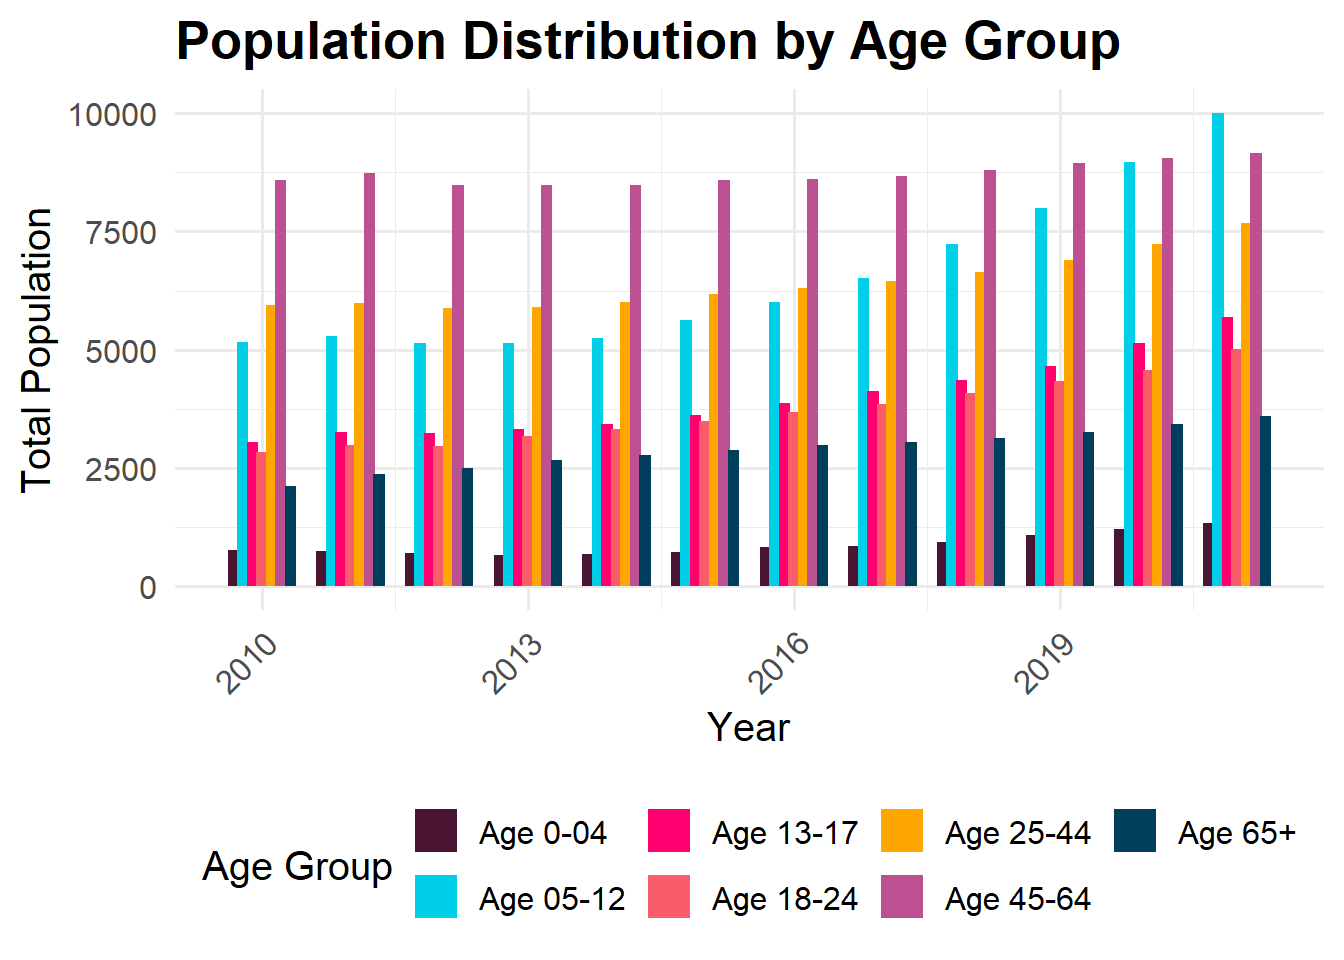 Population Distribution by Age Group
Total Population
10000
7500
5000
2500
0
2010
2013
2016
2019
Year
Age Group
Age 0-04
Age 13-17
Age 25-44
Age 65+
Age 05-12
Age 18-24
Age 45-64